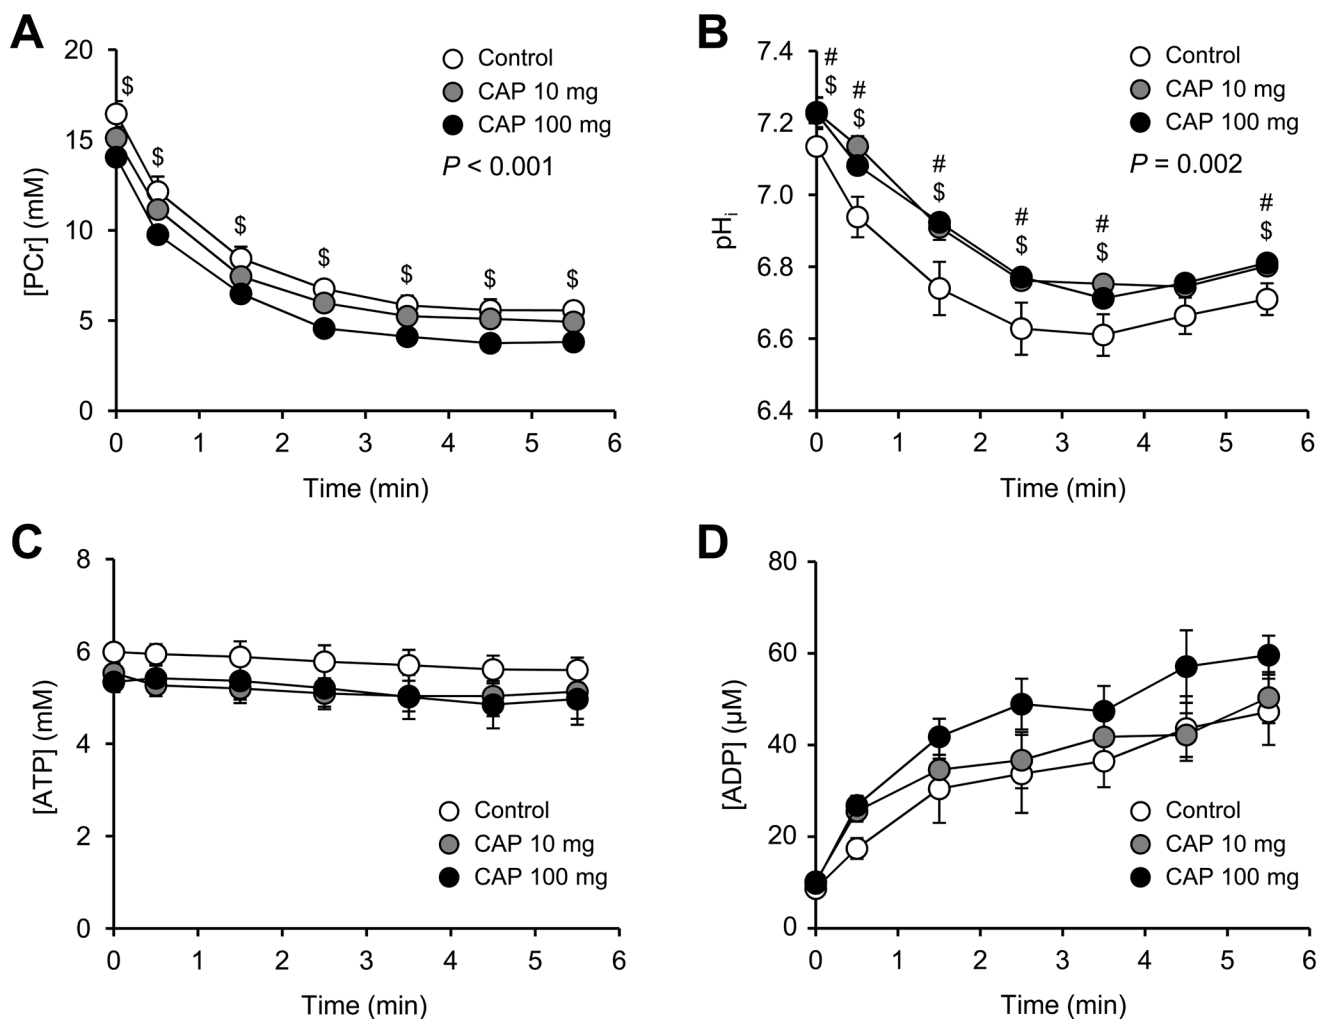 A
20
15
10
5
0
[PCr] (mM)
$
$
$
$
$
$
$
Control
CAP 10 mg
CAP 100 mg
P < 0.001
0 1 2 3 4 5 6
Time (min)
B
7.4
7.2
7.0
6.8
6.6
6.4
pHi
#
$
#
$
#
$
#
$
#
$
#
$
Control
CAP 10 mg
CAP 100 mg
P = 0.002
0 1 2 3 4 5 6
Time (min)
C
8
6
4
2
0
[ATP] (mM)
Control
CAP 10 mg
CAP 100 mg
0 1 2 3 4 5 6
Time (min)
D
80
60
40
20
0
[ADP] (µM)
Control
CAP 10 mg
CAP 100 mg
0 1 2 3 4 5 6
Time (min)